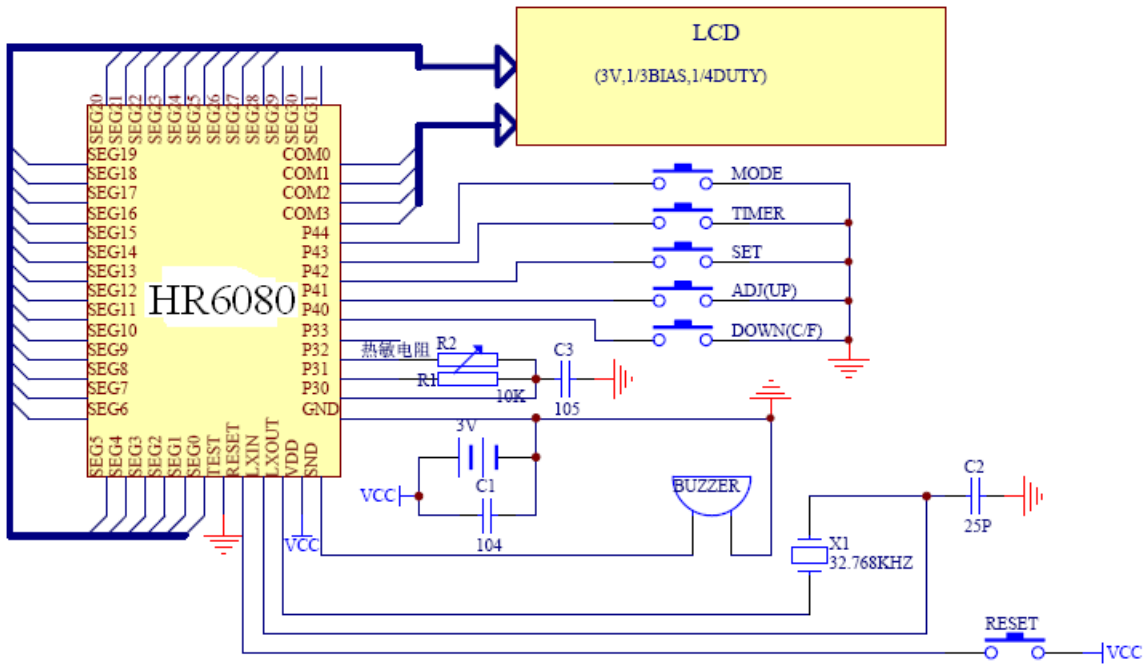 LCD
(3V,1/3BIAS,1/4DUTY)
SEG20
SEG21
SEG22
SEG23
SEG24
SEG25
SEG26
SEG27
SEG28
SEG29
SEG30
SEG31
SEG19
SEG18
SEG17
SEG16
SEG15
SEG14
SEG13
SEG12
SEG11
SEG10
SEG9
SEG8
SEG7
SEG6
HR6080
COM0
COM1
COM2
COM3
P44
P43
P42
P41
P40
P33
P32
P31
P30
GND
SEG5
SEG4
SEG3
SEG2
SEG1
SEG0
TEST
RESET
LXIN
LXOUT
VDD
SND
MODE
TIMER
SET
ADJ(UP)
DOWN(C/F)
热敏电阻
R2
R1
10K
C3
105
3V
VCC
C1
104
VCC
BUZZER
X1
32.768KHZ
C2
25P
RESET
VCC